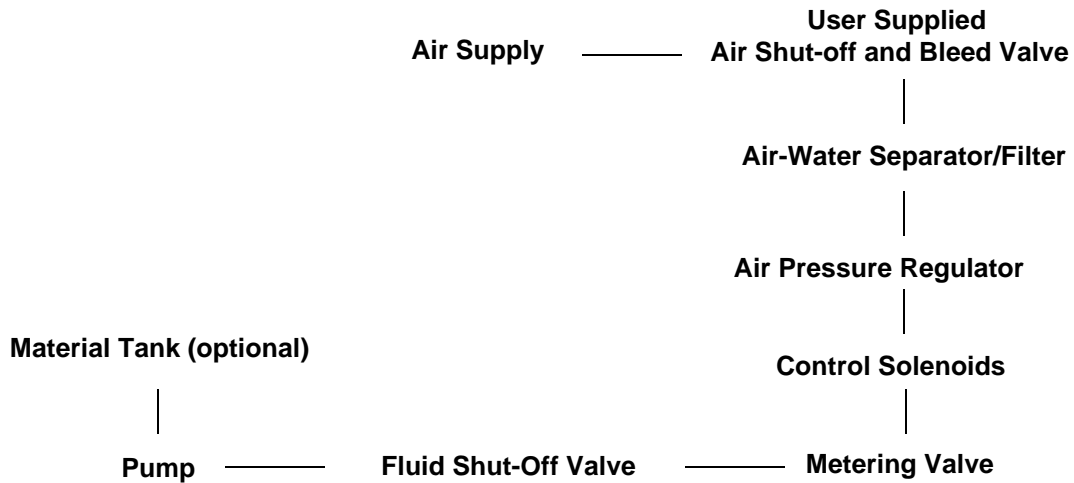 User Supplied
Air Supply
Air Shut-off and Bleed Valve
Air-Water Separator/Filter
Air Pressure Regulator
Material Tank (optional)
Control Solenoids
Pump
Fluid Shut-Off Valve
Metering Valve